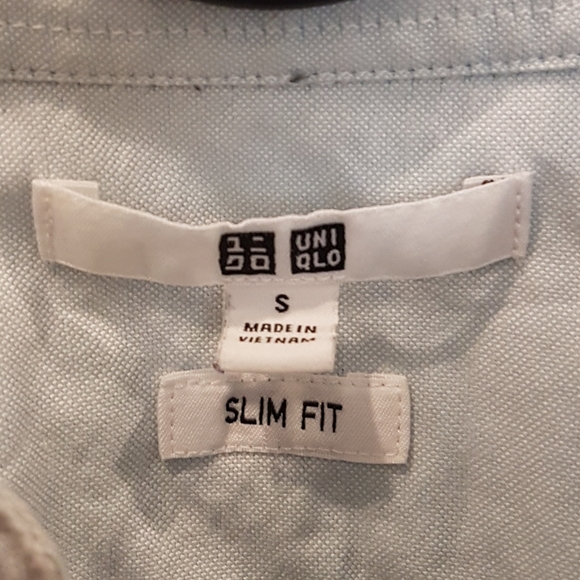 ユニ UNI
クロ QLO
S
MADE IN
VIETNAM
SLIM FIT